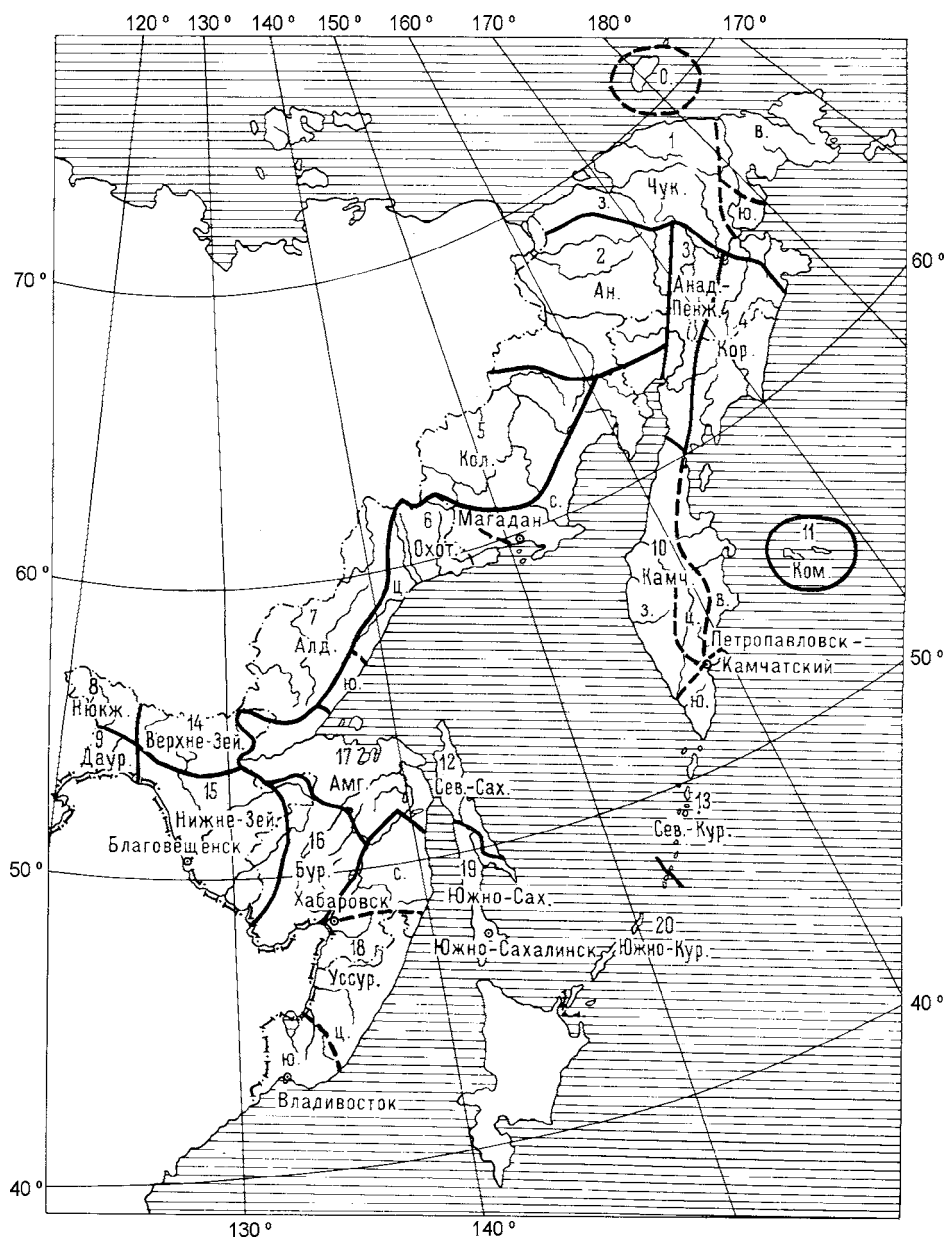 120° 130° 140° 150° 160° 170° 180° 170°
О.
1
В.
Чук.
З.
Ю.
2
3
60°
70°
Ан.
Анад.-
Пенж.
4
Кор.
5
Кол.
С.
6
Магадан
Охот.
11
Ком.
10
Камч.
60°
Ц.
З.
В.
Ц.
7
Алд.
Петропавловск-
Камчатский
50°
Ю.
Ю.
8
Нюкж.
14
Верхне-Зей.
9
Даур.
17
12
15
Амг.
Сев.-Сах.
13
Сев.-Кур.
Нижне-Зей.
Благовещенск
16
50°
Бур.
С.
19
Южно-Сах.
Хабаровск
20
18
Южно-Сахалинск
Южно-Кур.
Уссур.
40°
Ц.
Ю.
Владивосток
40°
130° 140°